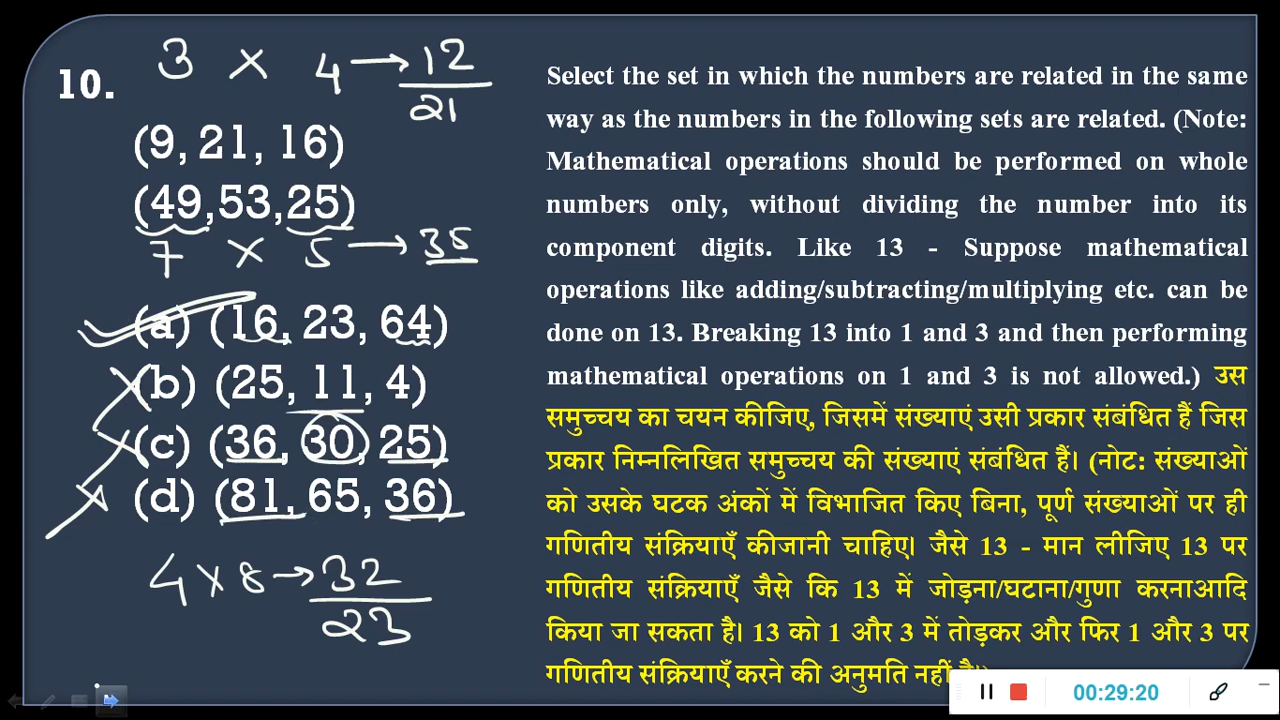 3 × 4 → 12
21
10.
(9, 21, 16)
(49, 53, 25)
7 × 5 → 35
(a) (16, 23, 64)
(b) (25, 11, 4)
(c) (36, 30, 25)
(d) (81, 65, 36)
4 × 8 → 32
23
Select the set in which the numbers are related in the same
way as the numbers in the following sets are related. (Note:
Mathematical operations should be performed on whole
numbers only, without dividing the number into its
component digits. Like 13 - Suppose mathematical
operations like adding/subtracting/multiplying etc. can be
done on 13. Breaking 13 into 1 and 3 and then performing
mathematical operations on 1 and 3 is not allowed.) उस
समुच्चय का चयन कीजिए, जिसमें संख्याएं उसी प्रकार संबंधित हैं जिस
प्रकार निम्नलिखित समुच्चय की संख्याएं संबंधित हैं। (नोट: संख्याओं
को उसके घटक अंकों में विभाजित किए बिना, पूर्ण संख्याओं पर ही
गणितीय संक्रियाएँ कीजानी चाहिए। जैसे 13 - मान लीजिए 13 पर
गणितीय संक्रियाएँ जैसे कि 13 में जोड़ना/घटाना/गुणा करनाआदि
किया जा सकता है। 13 को 1 और 3 में तोड़कर और फिर 1 और 3 पर
गणितीय संक्रियाएँ करने की अनुमति नहीं
00:29:20